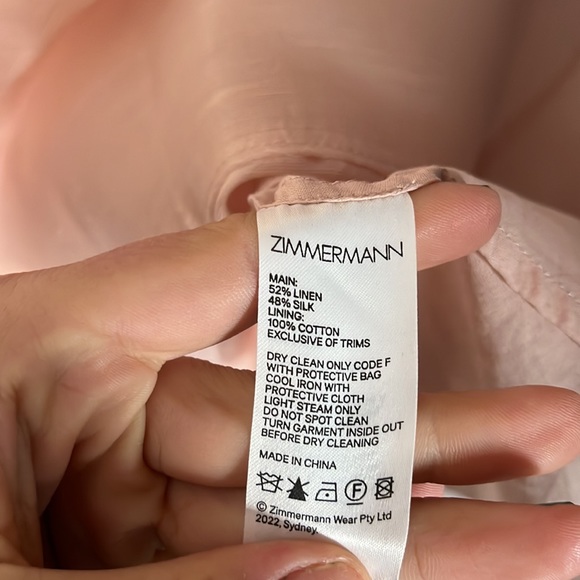 ZIMMERMANN
MAIN:
52% LINEN
48% SILK
LINING:
100% COTTON
EXCLUSIVE OF TRIMS
DRY CLEAN ONLY CODE F
WITH PROTECTIVE BAG
COOL IRON WITH
PROTECTIVE CLOTH
LIGHT STEAM ONLY
DO NOT SPOT CLEAN
TURN GARMENT INSIDE OUT
BEFORE DRY CLEANING
MADE IN CHINA
F
© Zimmermann Wear Pty Ltd
2022, Sydney.